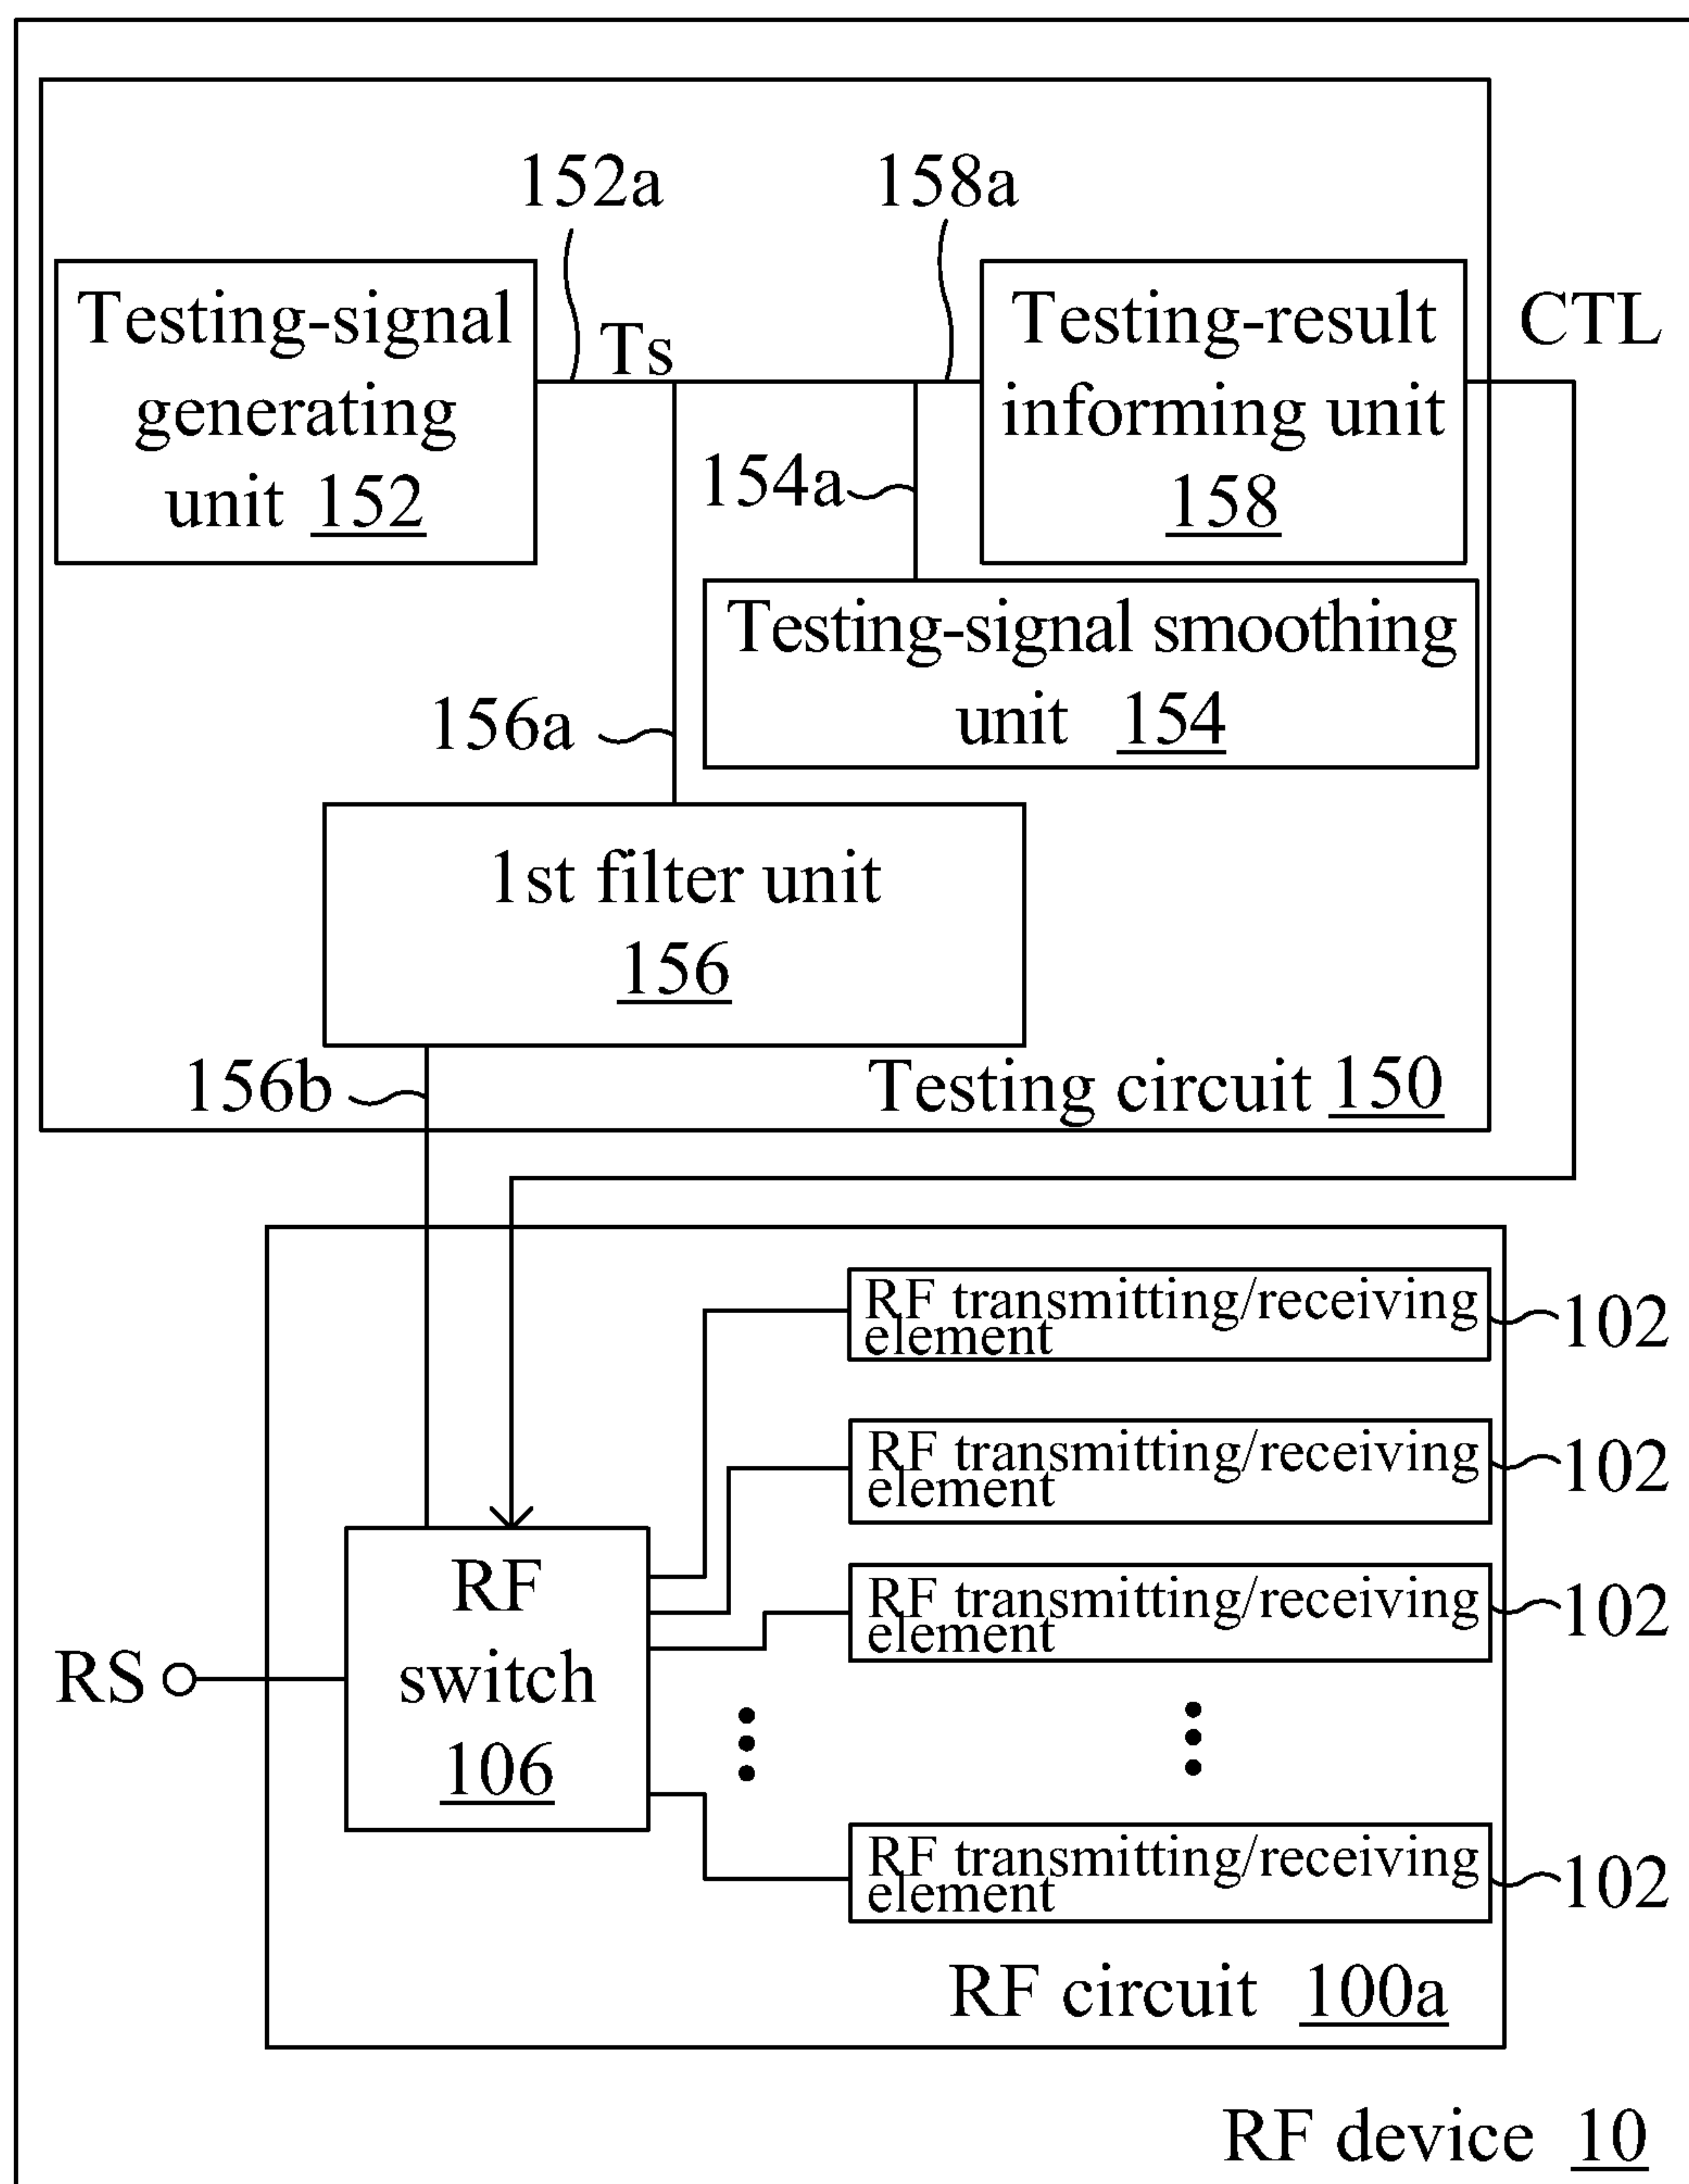 152a
158a
Testing-signal
generating
unit 152
Ts
Testing-result
informing unit
158
CTL
154a
Testing-signal smoothing
unit 154
156a
1st filter unit
156
156b
Testing circuit 150
RF transmitting/receiving
element
102
RF transmitting/receiving
element
102
RF transmitting/receiving
element
102
RS
RF
switch
106
RF transmitting/receiving
element
102
RF circuit 100a
RF device 10